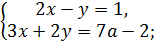 2x − y = 1,
3x + 2y = 7a − 2;